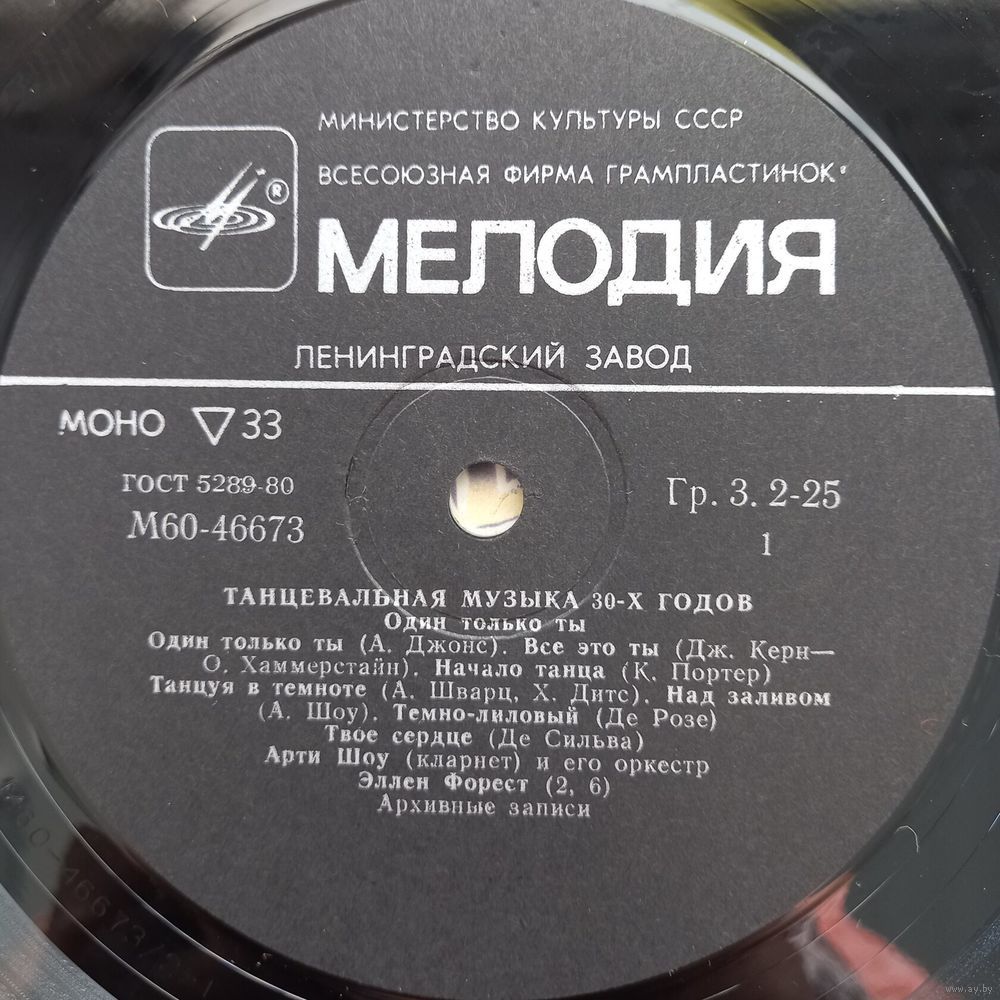 МИНИСТЕРСТВО КУЛЬТУРЫ СССР
ВСЕСОЮЗНАЯ ФИРМА ГРАМПЛАСТИНОК
®
МЕЛОДИЯ
ЛЕНИНГРАДСКИЙ ЗАВОД
МОНО ▽ 33
ГОСТ 5289-80
М60-46673
Гр. 3. 2-25
1
ТАНЦЕВАЛЬНАЯ МУЗЫКА 30-Х ГОДОВ
Один только ты
Один только ты (А. Джонс). Все это ты (Дж. Керн—
О. Хаммерстайн). Начало танца (К. Портер)
Танцуя в темноте (А. Шварц, Х. Дитс). Над заливом
(А. Шоу). Темно-лиловый (Де Розе)
Твое сердце (Де Сильва)
Арти Шоу (кларнет) и его оркестр
Эллен Форест (2, 6)
Архивные записи
www.ay.by